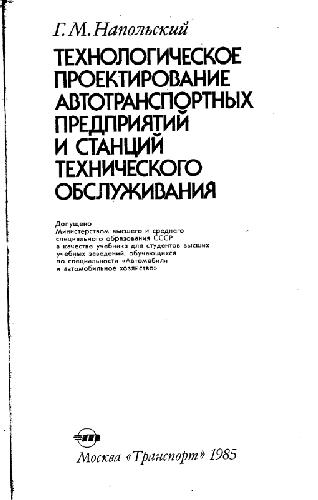 Г. М. Напольский
ТЕХНОЛОГИЧЕСКОЕ
ПРОЕКТИРОВАНИЕ
АВТОТРАНСПОРТНЫХ
ПРЕДПРИЯТИЙ
И СТАНЦИЙ
ТЕХНИЧЕСКОГО
ОБСЛУЖИВАНИЯ
Допущено
Министерством высшего и среднего
специального образования СССР
в качестве учебника для студентов высших
учебных заведений, обучающихся
по специальности «Автомобили
и автомобильное хозяйство»
Москва «Транспорт» 1985